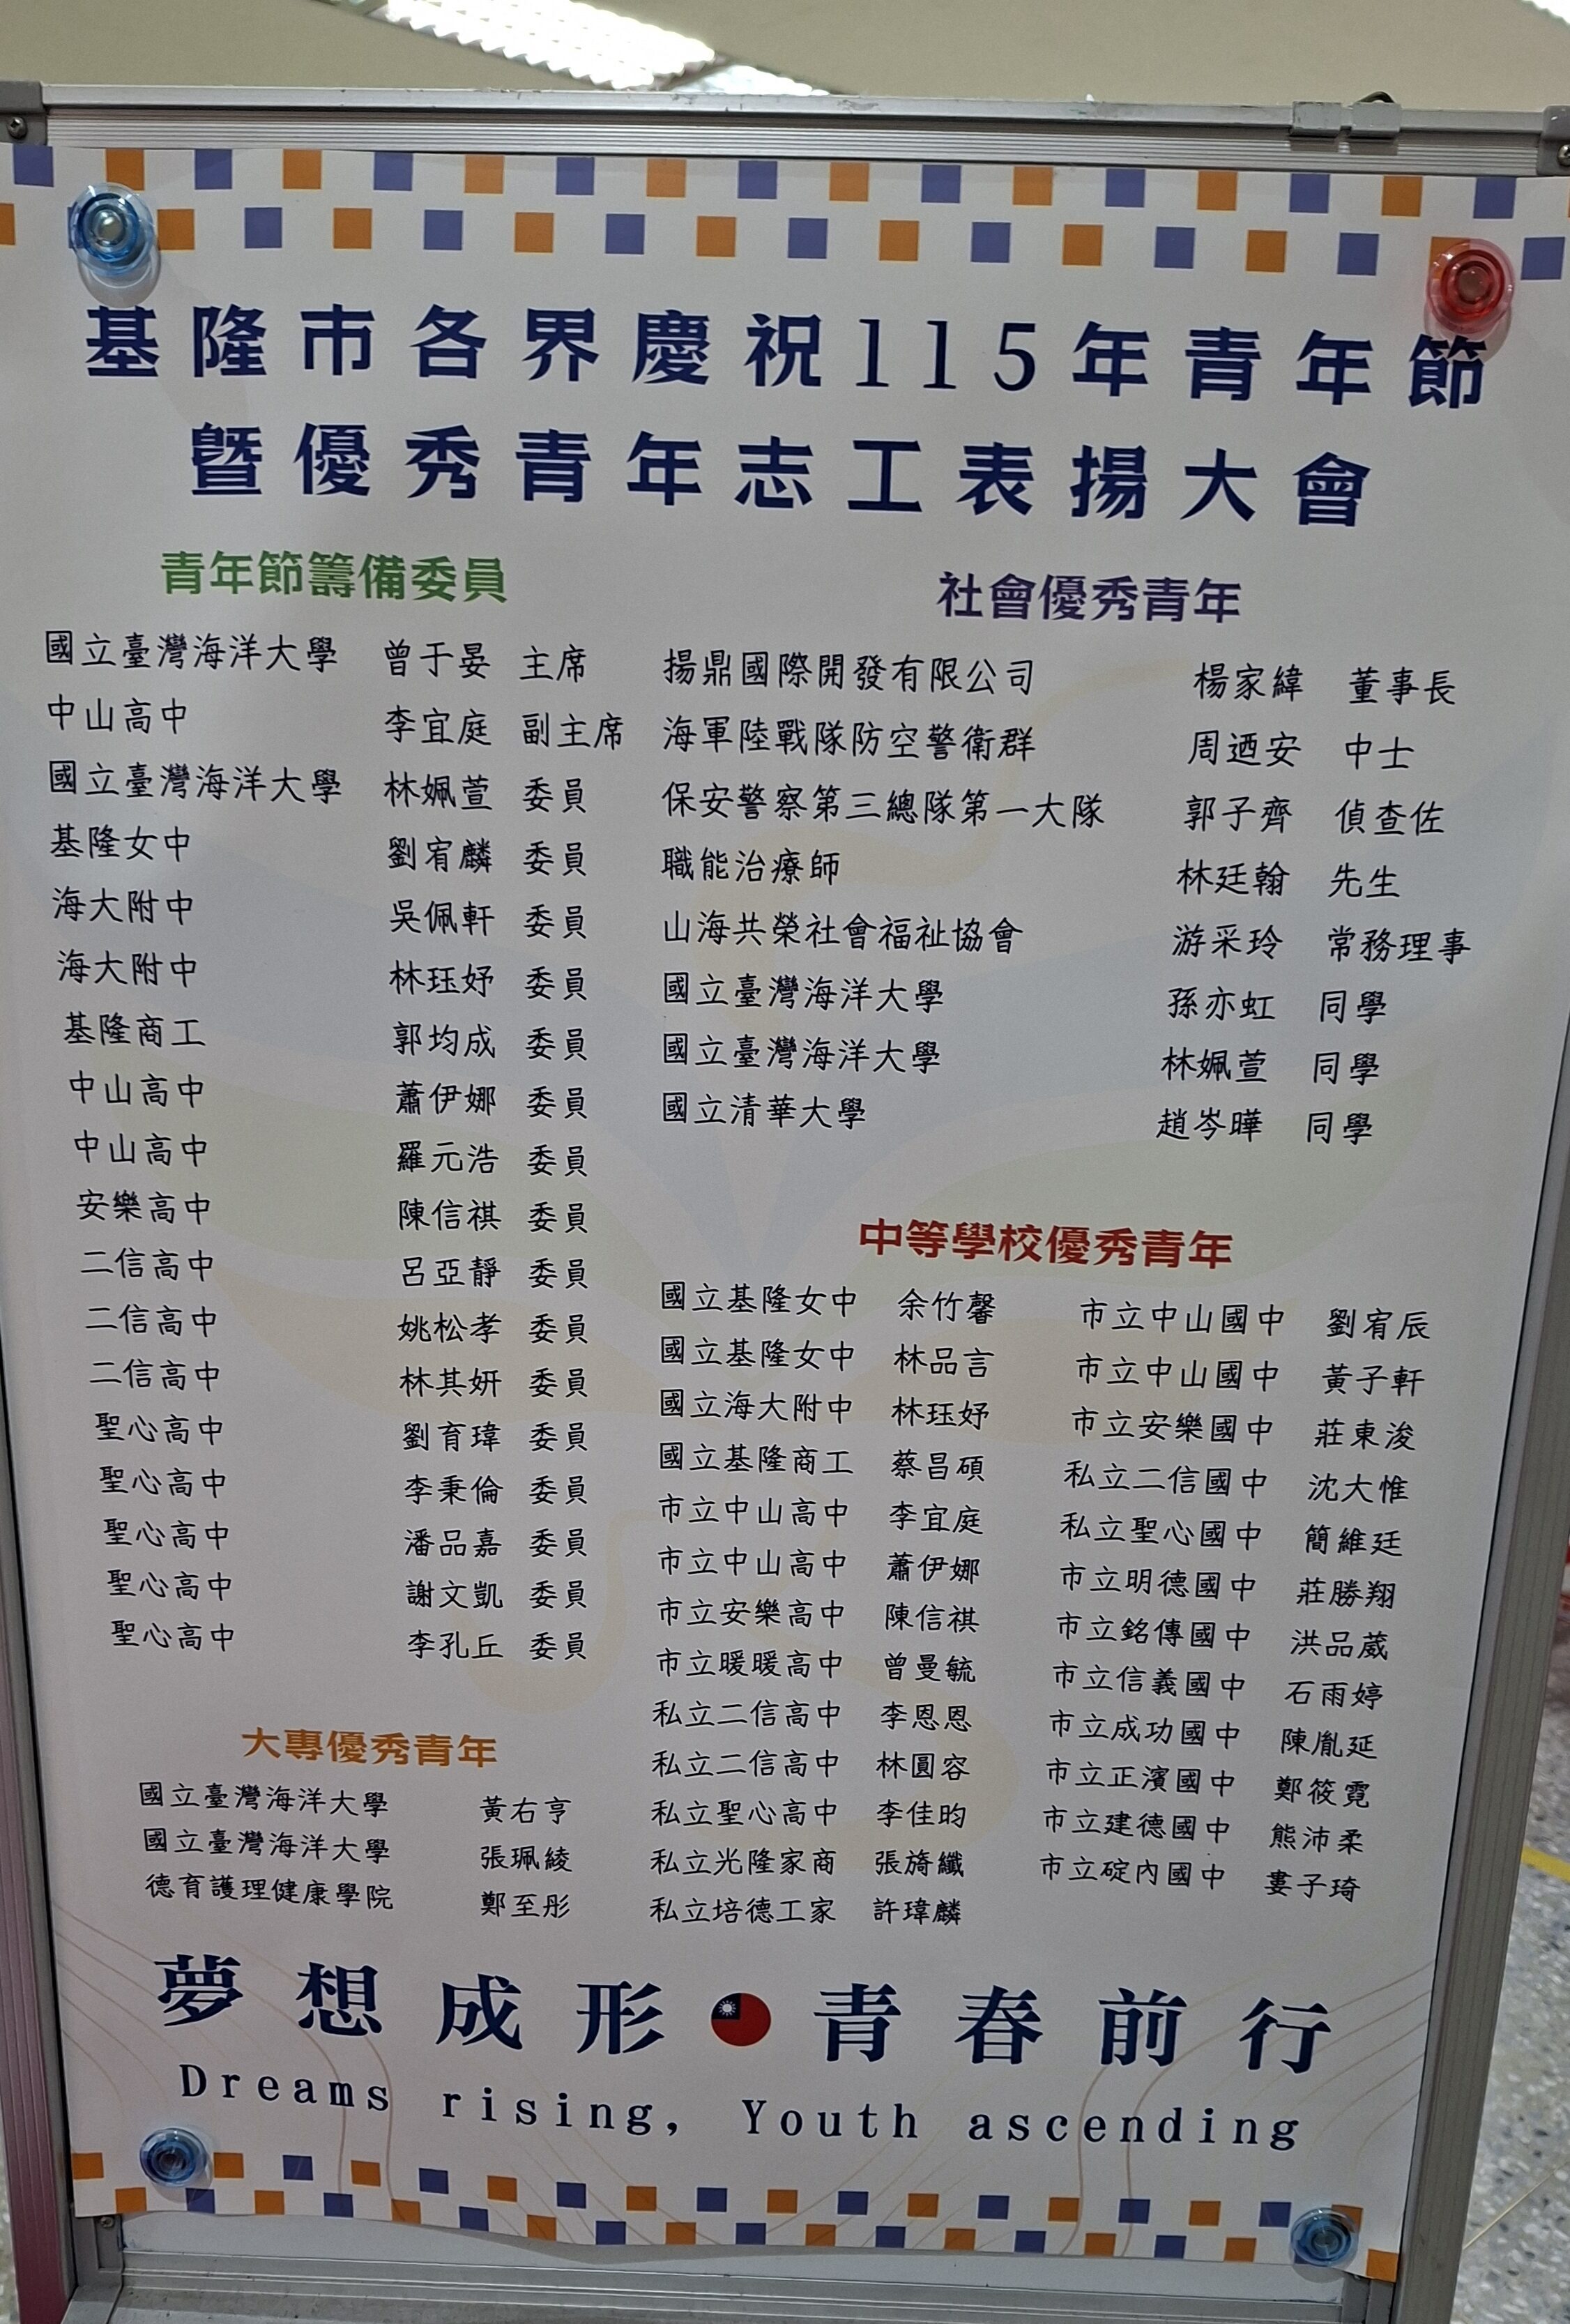 基隆市各界慶祝115年青年節
暨優秀青年志工表揚大會
青年節籌備委員
國立臺灣海洋大學 曾于晏 主席
中山高中 李宜庭 副主席
國立臺灣海洋大學 林姵萱 委員
基隆女中 劉宥麟 委員
海大附中 吳佩軒 委員
海大附中 林珏妤 委員
基隆商工 郭均成 委員
中山高中 蕭伊娜 委員
中山高中 羅元浩 委員
安樂高中 陳信祺 委員
二信高中 呂亞靜 委員
二信高中 姚松孝 委員
二信高中 林其妍 委員
聖心高中 劉育瑋 委員
聖心高中 李秉倫 委員
聖心高中 潘品嘉 委員
聖心高中 謝文凱 委員
聖心高中 李孔丘 委員
大專優秀青年
國立臺灣海洋大學 黃右亨
國立臺灣海洋大學 張珮綾
德育護理健康學院 鄭至彤
社會優秀青年
揚鼎國際開發有限公司 楊家緯 董事長
海軍陸戰隊防空警衛群 周迺安 中士
保安警察第三總隊第一大隊 郭子齊 偵查佐
職能治療師 林廷翰 先生
山海共榮社會福祉協會 游采玲 常務理事
國立臺灣海洋大學 孫亦虹 同學
國立臺灣海洋大學 林姵萱 同學
國立清華大學 趙岑曄 同學
中等學校優秀青年
國立基隆女中 余竹馨
國立基隆女中 林品言
國立海大附中 林珏妤
國立基隆商工 蔡昌碩
市立中山高中 李宜庭
市立中山高中 蕭伊娜
市立安樂高中 陳信祺
市立暖暖高中 曾曼毓
私立二信高中 李恩恩
私立二信高中 林圓容
私立聖心高中 李佳昀
私立光隆家商 張旖纖
私立培德工家 許瑋麟
市立中山國中 劉宥辰
市立中山國中 黃子軒
市立安樂國中 莊東浚
私立二信國中 沈大惟
私立聖心國中 簡維廷
市立明德國中 莊勝翔
市立銘傳國中 洪品葳
市立信義國中 石雨婷
市立成功國中 陳胤延
市立正濱國中 鄭筱霓
市立建德國中 熊沛柔
市立碇內國中 婁子琦
夢想成形 青春前行
Dreams rising, Youth ascending